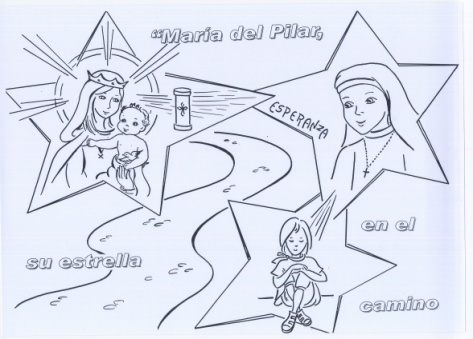 “María del Pilar,
ESPERANZA
su estrella
en el
camino